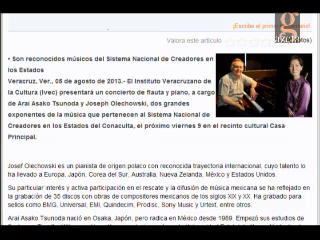 ¡Escribe el primer
Valora este artículo
votos)
• Son reconocidos músicos del Sistema Nacional de Creadores en
los Estados
Veracruz, Ver., 05 de agosto de 2013.- El Instituto Veracruzano de
la Cultura (Ivec) presentará un concierto de flauta y piano, a cargo
de Arai Asako Tsunoda y Joseph Olechowski, dos grandes
exponentes de la música que pertenecen al Sistema Nacional de
Creadores en los Estados del Conaculta, el próximo viernes 9 en el recinto cultural Casa
Principal.
Josef Olechowski es un pianista de origen polaco con reconocida trayectoria internacional, cuyo talento lo
ha llevado a Europa, Japón, Corea del Sur, Australia, Nueva Zelanda, México y Estados Unidos.
Su particular interés y activa participación en el rescate y la difusión de música mexicana se ha reflejado en
la grabación de 35 discos con obras de compositores mexicanos de los siglos XIX y XX. Ha grabado para
sellos como BMG, Universal, EMI, Quindecim, Prodisc, Sony Music y Urtext, entre otros.
Arai Asako Tsunoda nació en Osaka, Japón, pero radica en México desde 1989. Empezó sus estudios de